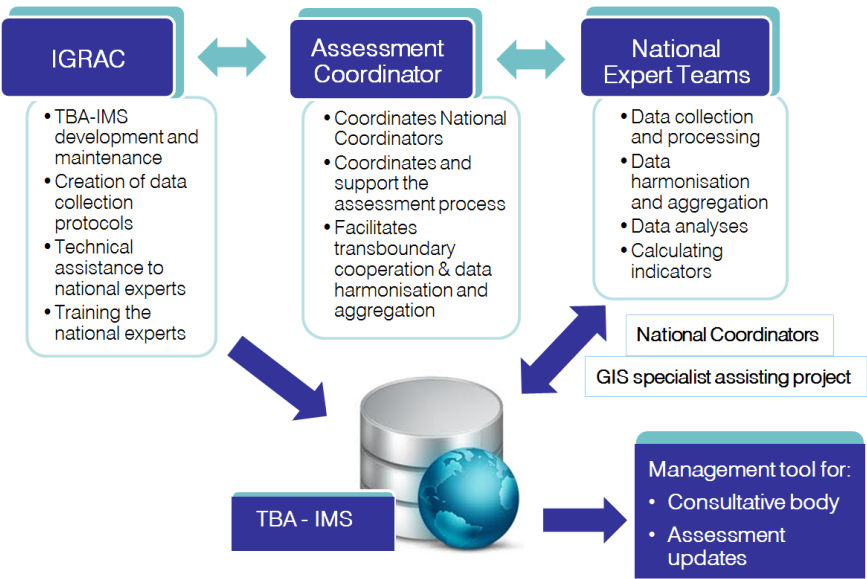 IGRAC
• TBA-IMS
development and
maintenance
• Creation of data
collection
protocols
• Technical
assistance to
national experts
• Training the
national experts
Assessment
Coordinator
• Coordinates National
Coordinators
• Coordinates and
support the
assessment process
• Facilitates
transboundary
cooperation & data
harmonisation and
aggregation
National
Expert Teams
• Data collection
and processing
• Data
harmonisation
and aggregation
• Data analyses
• Calculating
indicators
National Coordinators
GIS specialist assisting project
TBA - IMS
Management tool for:
• Consultative body
• Assessment
updates